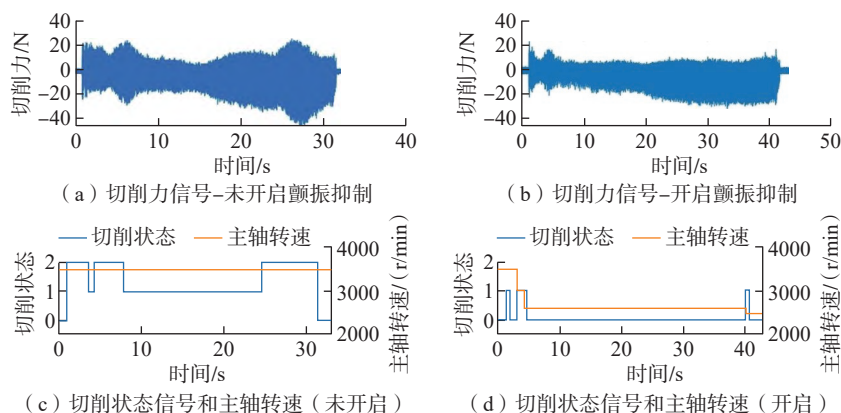 40
20
0
-20
-40
切削力/N
0 10 20 30 40
时间/s
(a)切削力信号-未开启颤振抑制
40
20
0
-20
-40
切削力/N
0 10 20 30 40 50
时间/s
(b)切削力信号-开启颤振抑制
切削状态 主轴转速
2
1
0
切削状态
4000
3000
2000
主轴转速/(r/min)
0 10 20 30
时间/s
(c)切削状态信号和主轴转速(未开启)
切削状态 主轴转速
2
1
0
切削状态
4000
3000
2000
主轴转速/(r/min)
0 10 20 30 40
时间/s
(d)切削状态信号和主轴转速(开启)